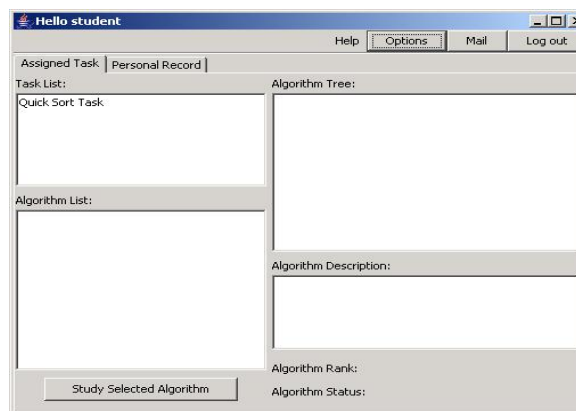 Hello student
Help Options Mail Log out
Assigned Task Personal Record
Task List:
Quick Sort Task
Algorithm List:
Study Selected Algorithm
Algorithm Tree:
Algorithm Description:
Algorithm Rank:
Algorithm Status: